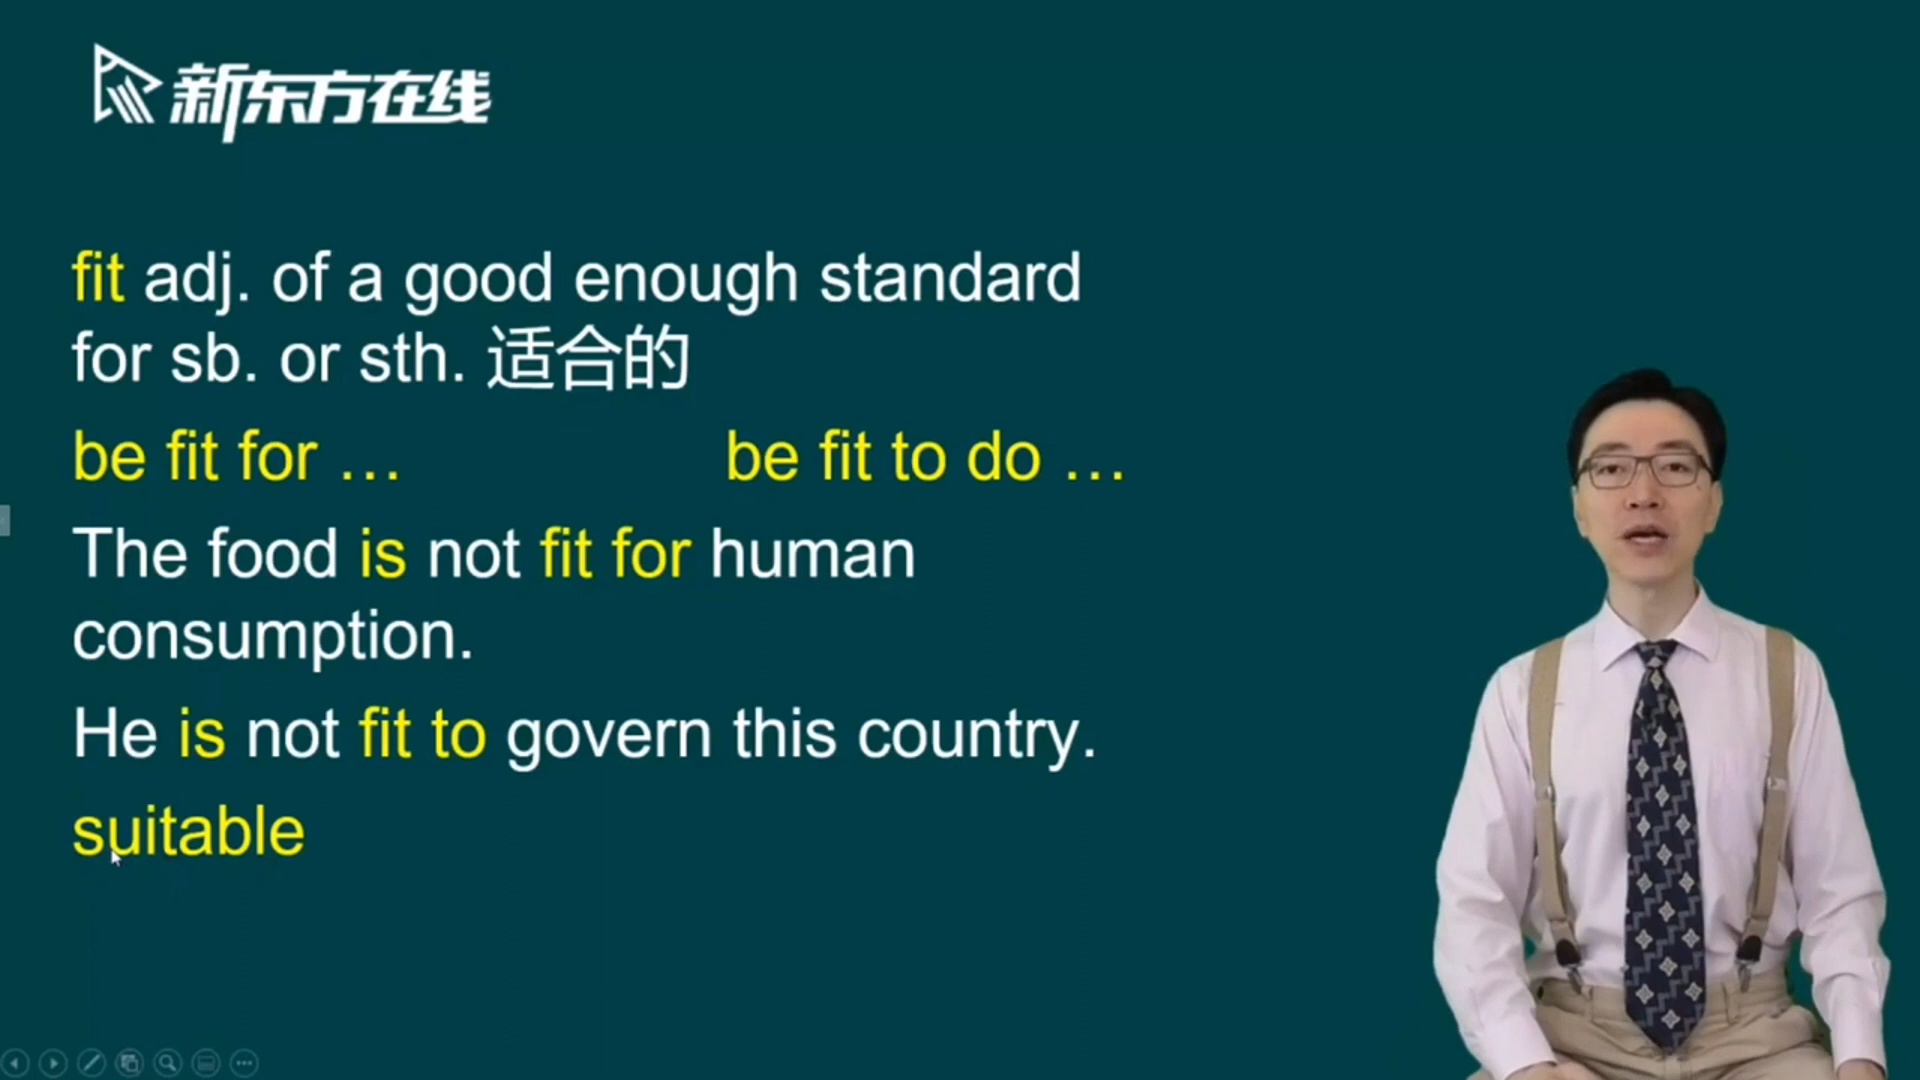 新东方在线
fit adj. of a good enough standard
for sb. or sth. 适合的
be fit for … be fit to do …
The food is not fit for human
consumption.
He is not fit to govern this country.
suitable